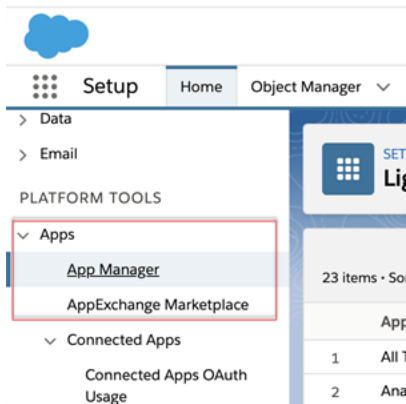 Setup
Home
Object Manager
Data
Email
PLATFORM TOOLS
Apps
App Manager
AppExchange Marketplace
Connected Apps
Connected Apps OAuth
Usage
SET
Lig
23 items • So
App
1 All T
2 Ana